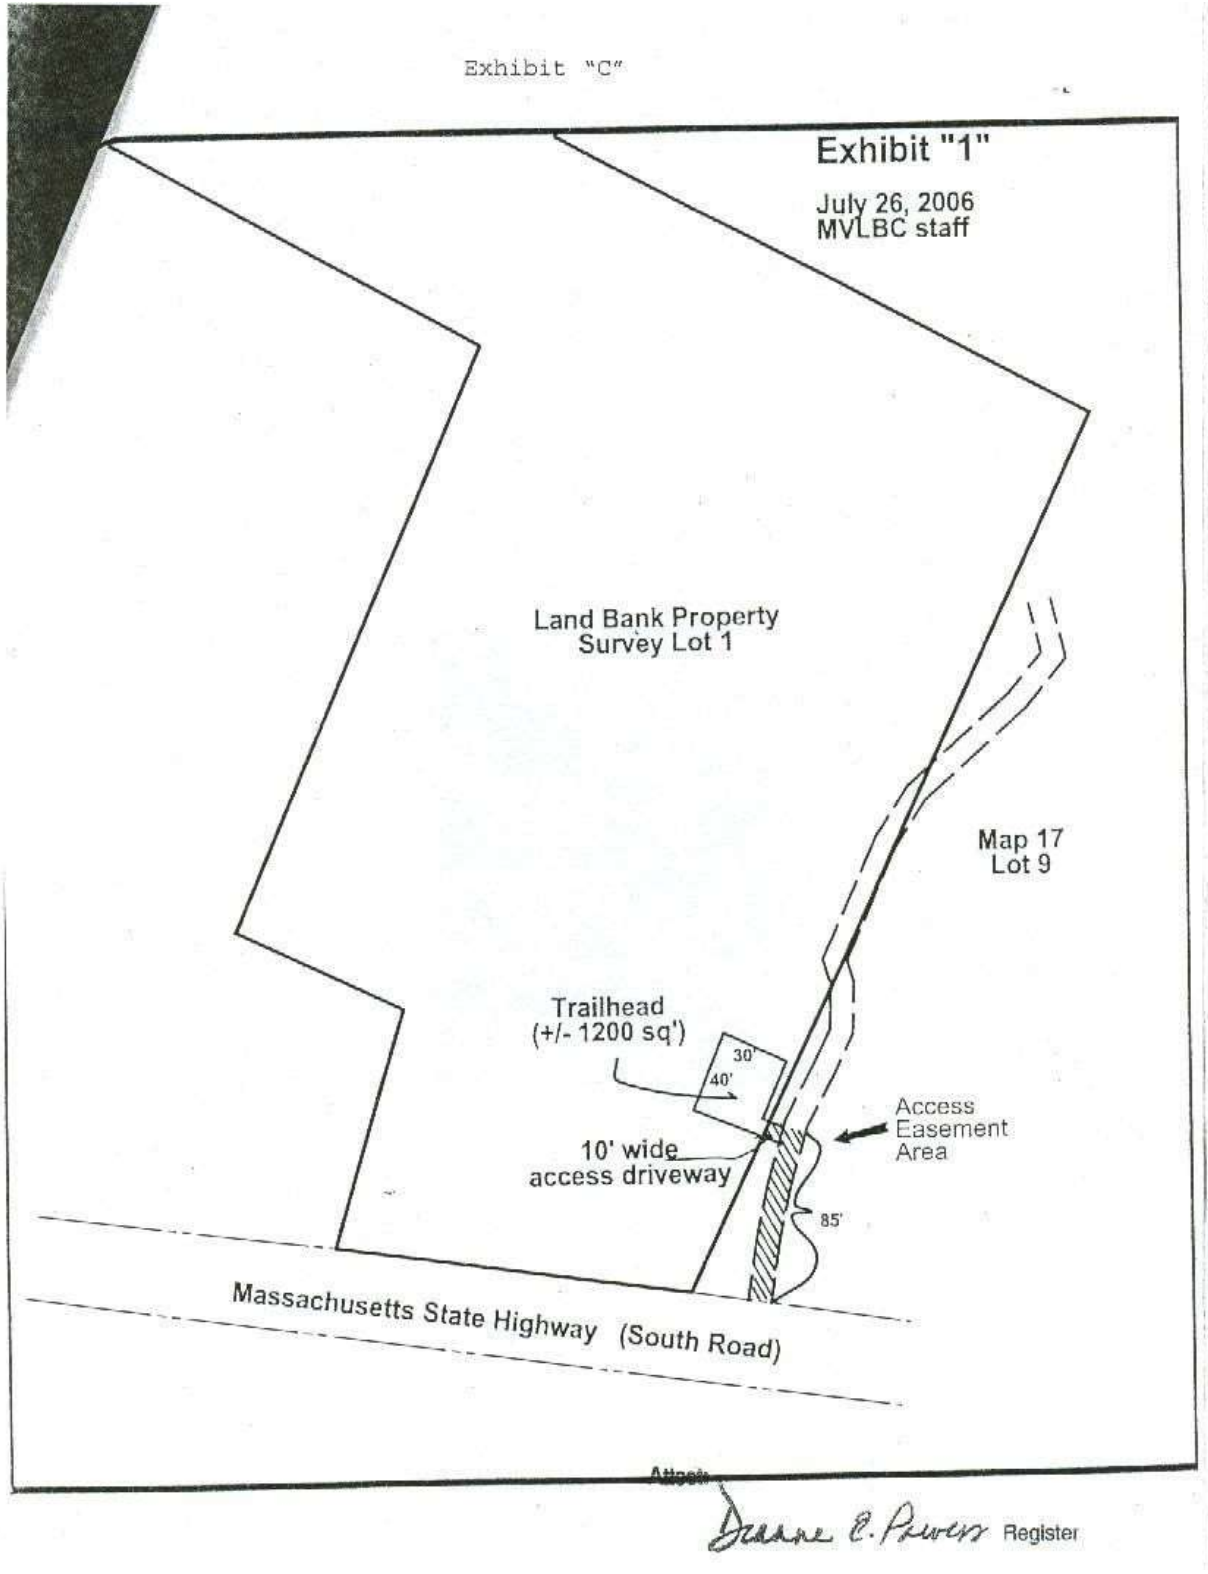 Exhibit "C"
Exhibit "1"
July 26, 2006
MVLBC staff
Land Bank Property
Survey Lot 1
Map 17
Lot 9
Trailhead
(+/- 1200 sq')
30'
40'
Access
Easement
Area
10' wide
access driveway
85'
Massachusetts State Highway (South Road)
Attest:
Dianne E. Powers Register